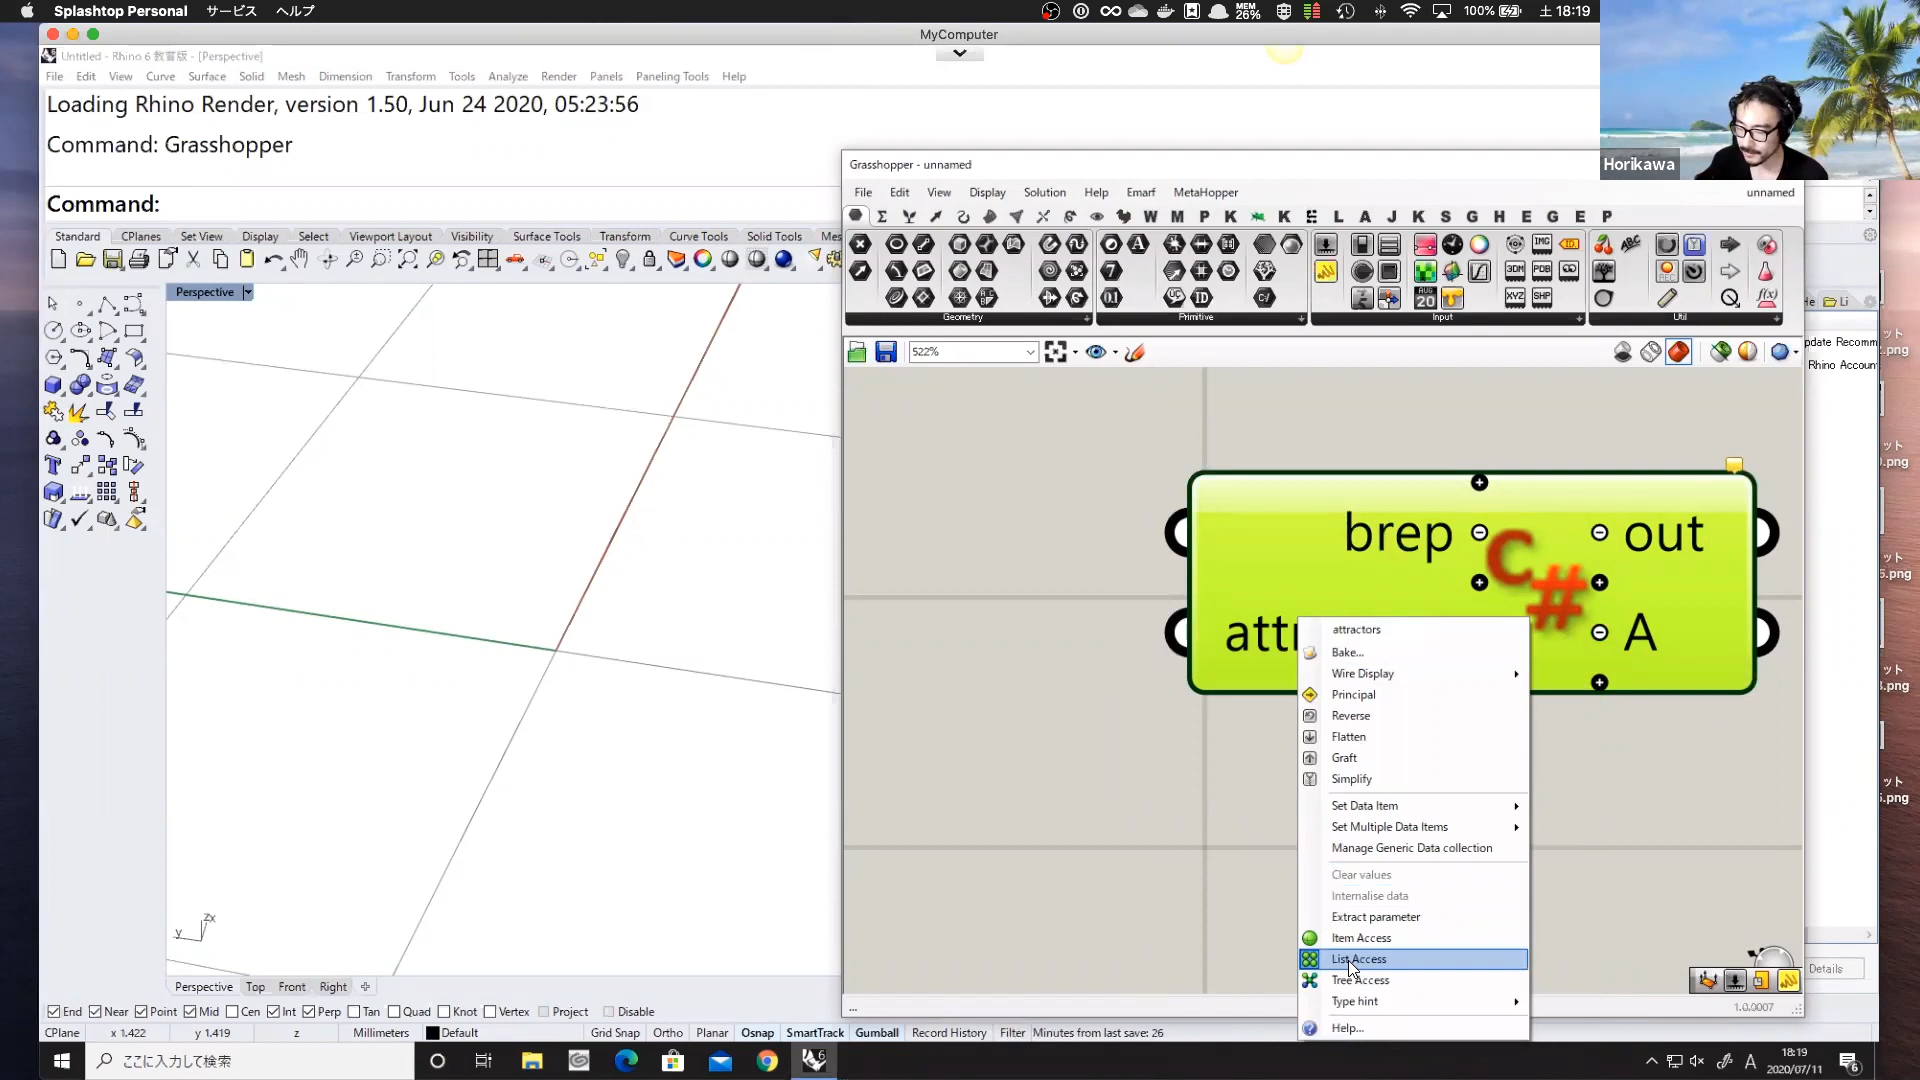 Splashtop Personal サービス ヘルプ
MEM 26%
100% 土 18:19
MyComputer
Untitled - Rhino 6 教育版 - [Perspective]
File Edit View Curve Surface Solid Mesh Dimension Transform Tools Analyze Render Panels Paneling Tools Help
Loading Rhino Render, version 1.50, Jun 24 2020, 05:23:56
Command: Grasshopper
Command:
Horikawa
Standard CPlanes Set View Display Select Viewport Layout Visibility Surface Tools Transform Curve Tools Solid Tools Mes
Perspective
Grasshopper - unnamed
File Edit View Display Solution Help Emarf MetaHopper unnamed
W M P K K E L A J K S G H E G E P
Geometry Primitive Input Util
522%
pdate Recomm
Rhino Accoun
brep
out
C#
attr
A
attractors
Bake...
Wire Display
Principal
Reverse
Flatten
Graft
Simplify
Set Data Item
Set Multiple Data Items
Manage Generic Data collection
Clear values
Internalise data
Extract parameter
Item Access
List Access
Tree Access
Type hint
Help...
Details
1.0.0007
...
zx
y
Perspective Top Front Right
End Near Point Mid Cen Int Perp Tan Quad Knot Vertex Project Disable
CPlane x 1.422 y 1.419 z Millimeters Default Grid Snap Ortho Planar Osnap SmartTrack Gumball Record History Filter Minutes from last save: 26
ここに入力して検索
A
18:19
2020/07/11
6